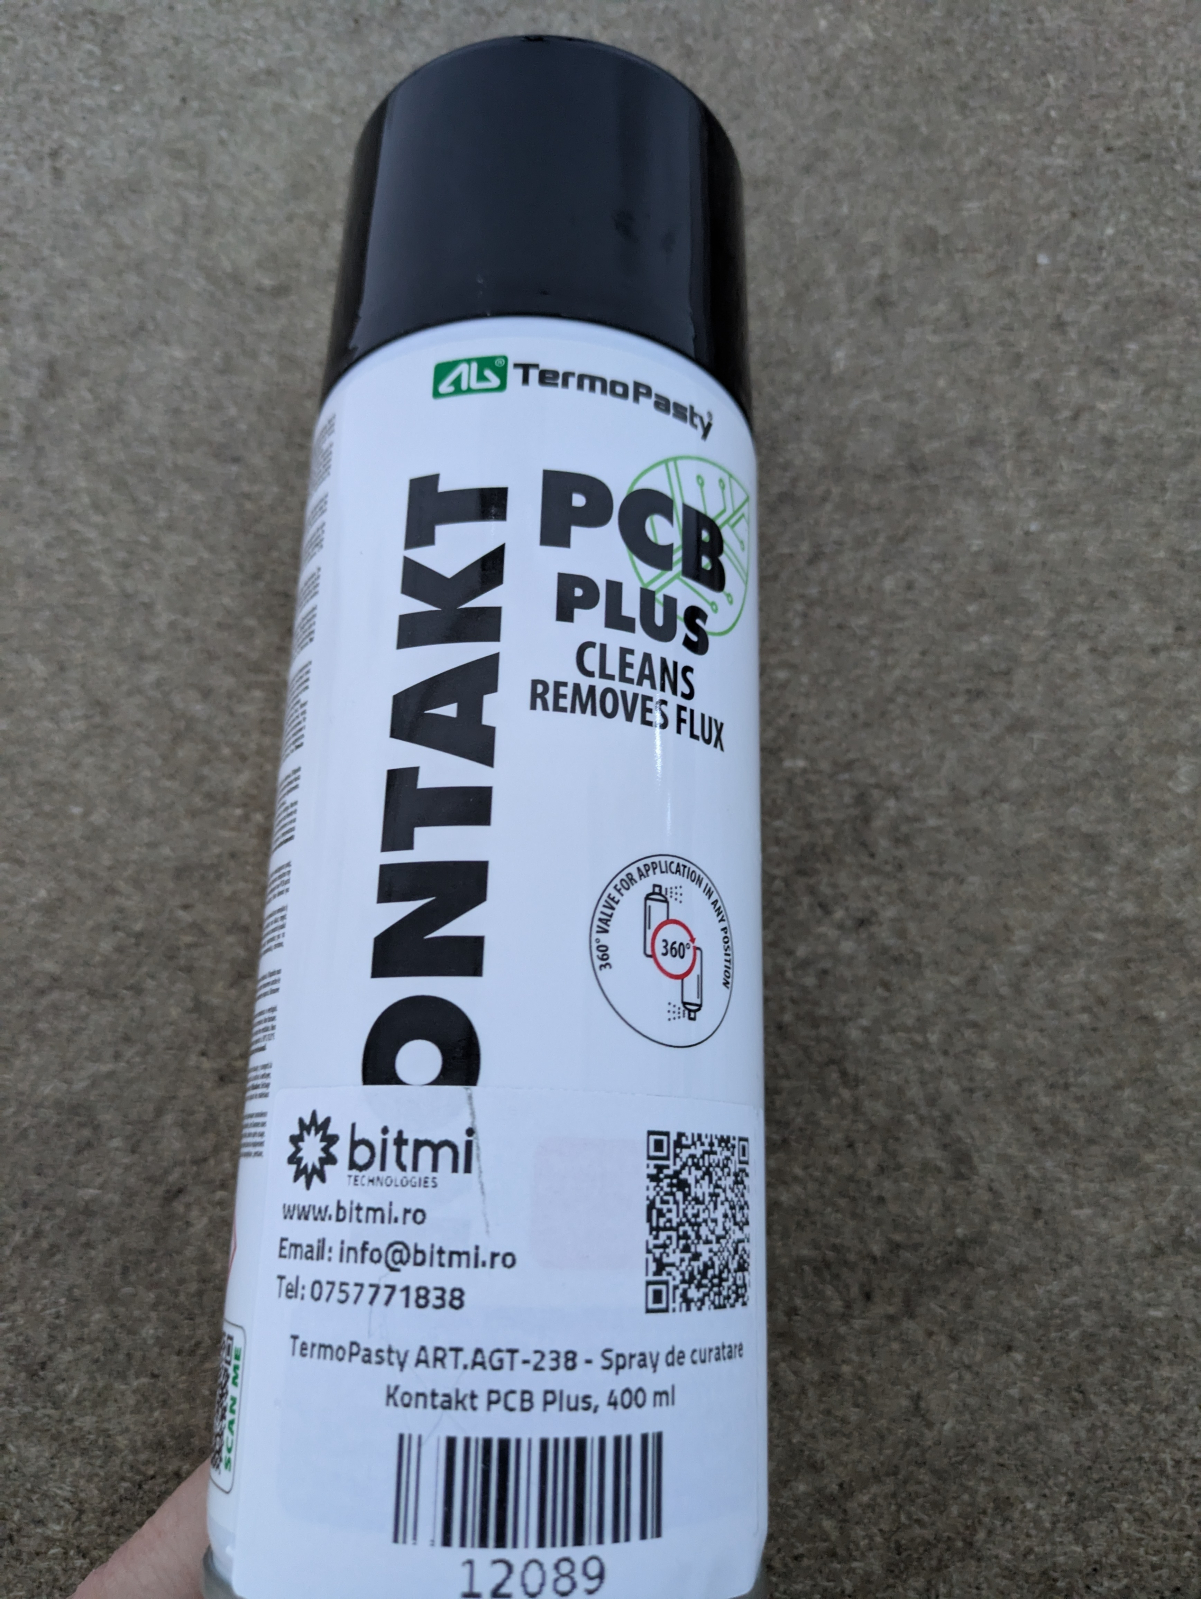 AG® TermoPasty®
ONTAKT
PCB
PLUS
CLEANS
REMOVES FLUX
360° VALVE FOR APPLICATION IN ANY POSITION
360°
bitmi
TECHNOLOGIES
www.bitmi.ro
Email: info@bitmi.ro
Tel: 0757771838
TermoPasty ART.AGT-238 - Spray de curatare
Kontakt PCB Plus, 400 ml
12089
SCAN ME